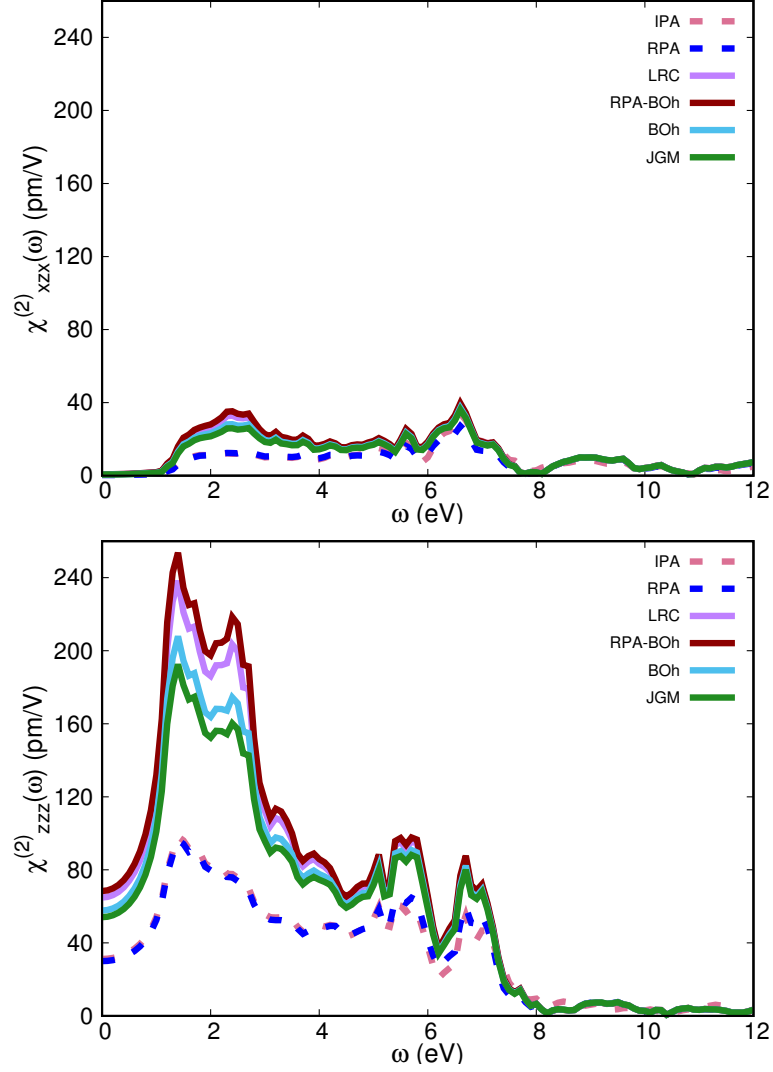 240
200
160
120
80
40
0
χ(2)xzx(ω) (pm/V)
IPA
RPA
LRC
RPA-BOh
BOh
JGM
0 2 4 6 8 10 12
ω (eV)
240
200
160
120
80
40
0
χ(2)zzz(ω) (pm/V)
IPA
RPA
LRC
RPA-BOh
BOh
JGM
0 2 4 6 8 10 12
ω (eV)